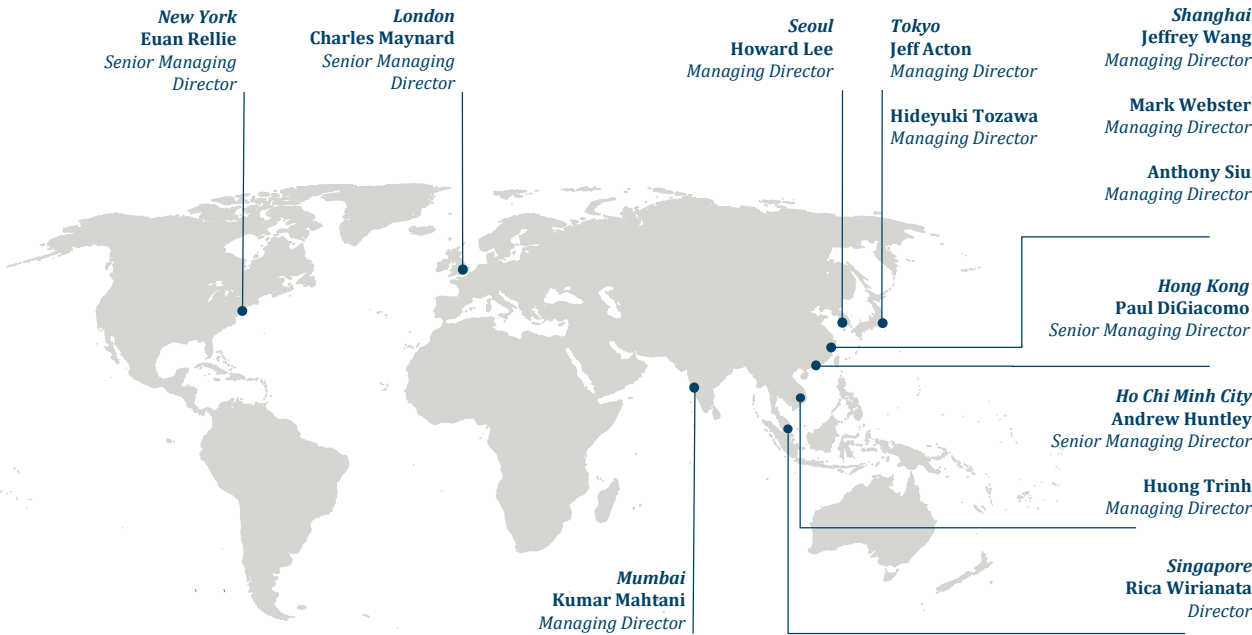 New York
Euan Rellie
Senior Managing
Director
London
Charles Maynard
Senior Managing
Director
Seoul
Howard Lee
Managing Director
Tokyo
Jeff Acton
Managing Director
Hideyuki Tozawa
Managing Director
Shanghai
Jeffrey Wang
Managing Director
Mark Webster
Managing Director
Anthony Siu
Managing Director
Hong Kong
Paul DiGiacomo
Senior Managing Director
Ho Chi Minh City
Andrew Huntley
Senior Managing Director
Huong Trinh
Managing Director
Mumbai
Kumar Mahtani
Managing Director
Singapore
Rica Wirianata
Director